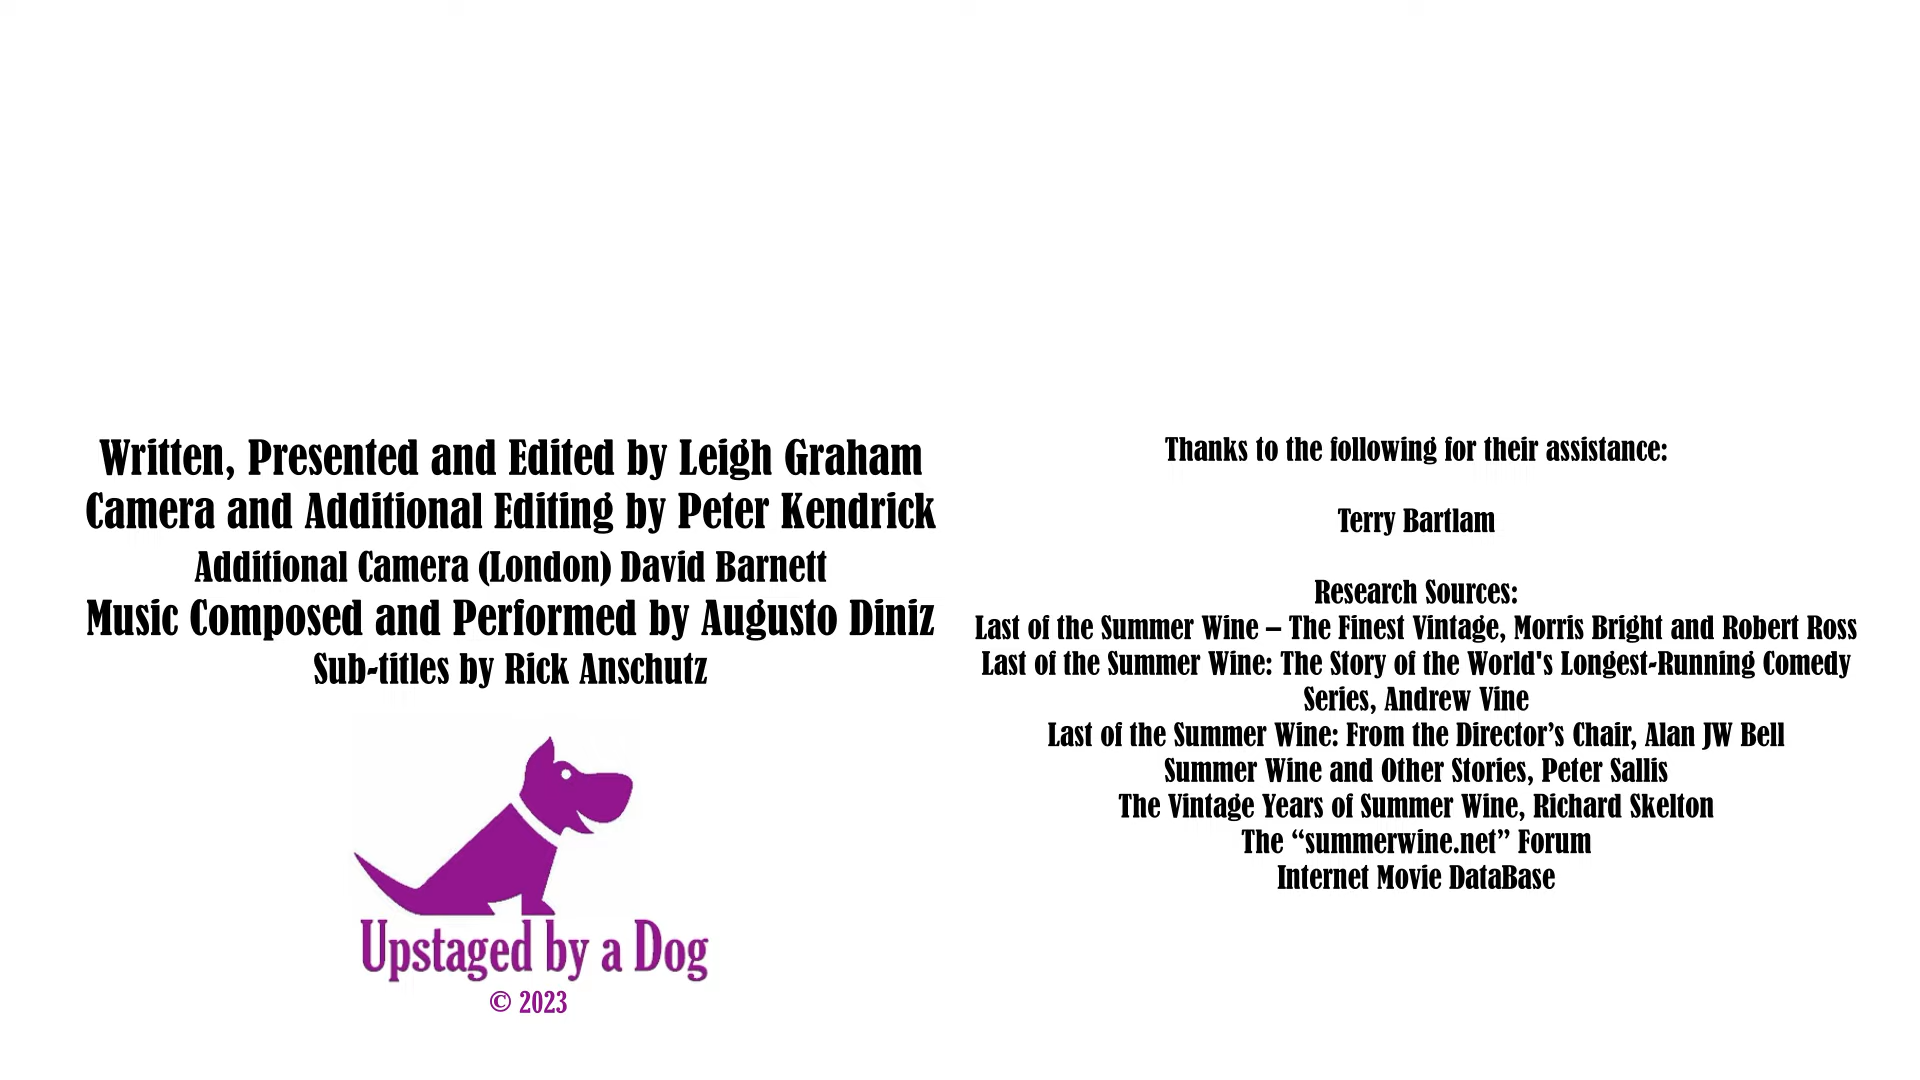 Written, Presented and Edited by Leigh Graham
Camera and Additional Editing by Peter Kendrick
Additional Camera (London) David Barnett
Music Composed and Performed by Augusto Diniz
Sub-titles by Rick Anschutz
Upstaged by a Dog
© 2023
Thanks to the following for their assistance:
Terry Bartlam
Research Sources:
Last of the Summer Wine – The Finest Vintage, Morris Bright and Robert Ross
Last of the Summer Wine: The Story of the World's Longest-Running Comedy
Series, Andrew Vine
Last of the Summer Wine: From the Director’s Chair, Alan JW Bell
Summer Wine and Other Stories, Peter Sallis
The Vintage Years of Summer Wine, Richard Skelton
The “summerwine.net” Forum
Internet Movie DataBase